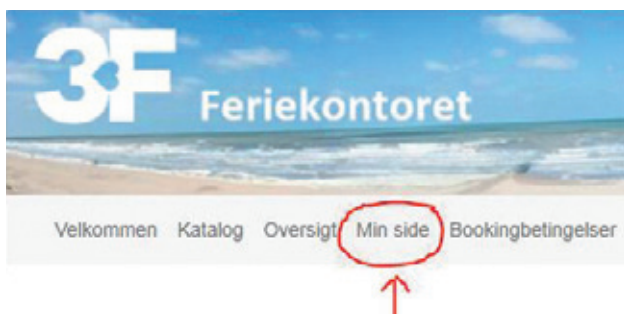 3F
Feriekontoret
Velkommen Katalog Oversigt Min side Bookingbetingelser